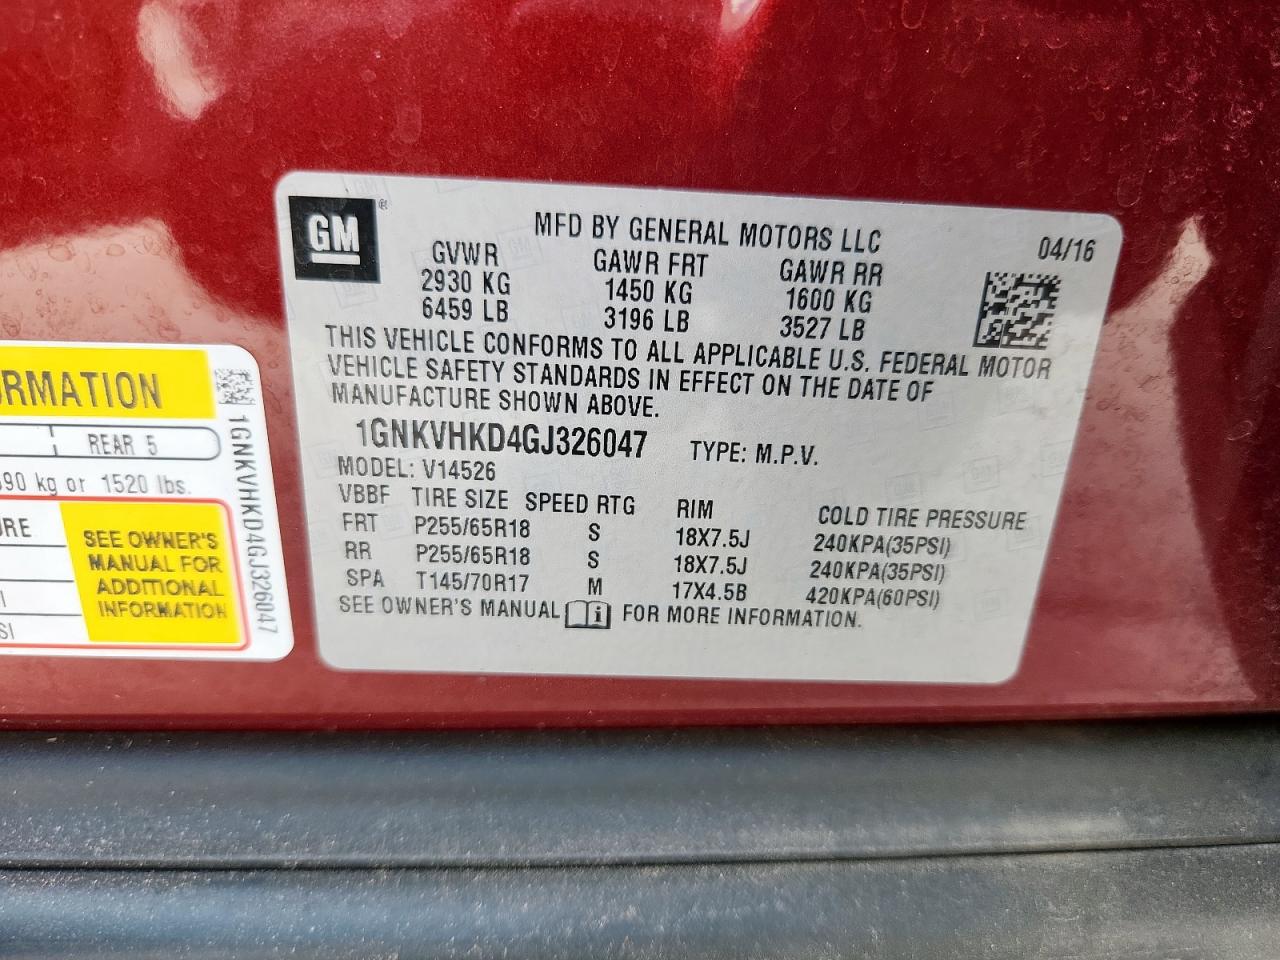 GM ®
MFD BY GENERAL MOTORS LLC
04/16
GVWR GAWR FRT GAWR RR
2930 KG 1450 KG 1600 KG
6459 LB 3196 LB 3527 LB
THIS VEHICLE CONFORMS TO ALL APPLICABLE U.S. FEDERAL MOTOR
VEHICLE SAFETY STANDARDS IN EFFECT ON THE DATE OF
MANUFACTURE SHOWN ABOVE.
1GNKVHKD4GJ326047 TYPE: M.P.V.
MODEL: V14526
VBBF TIRE SIZE SPEED RTG RIM COLD TIRE PRESSURE
FRT P255/65R18 S 18X7.5J 240KPA(35PSI)
RR P255/65R18 S 18X7.5J 240KPA(35PSI)
SPA T145/70R17 M 17X4.5B 420KPA(60PSI)
SEE OWNER'S MANUAL i FOR MORE INFORMATION.
RMATION
REAR 5
90 kg or 1520 lbs.
URE
SEE OWNER'S
MANUAL FOR
ADDITIONAL
INFORMATION
I
SI
1GNKVHKD4GJ326047